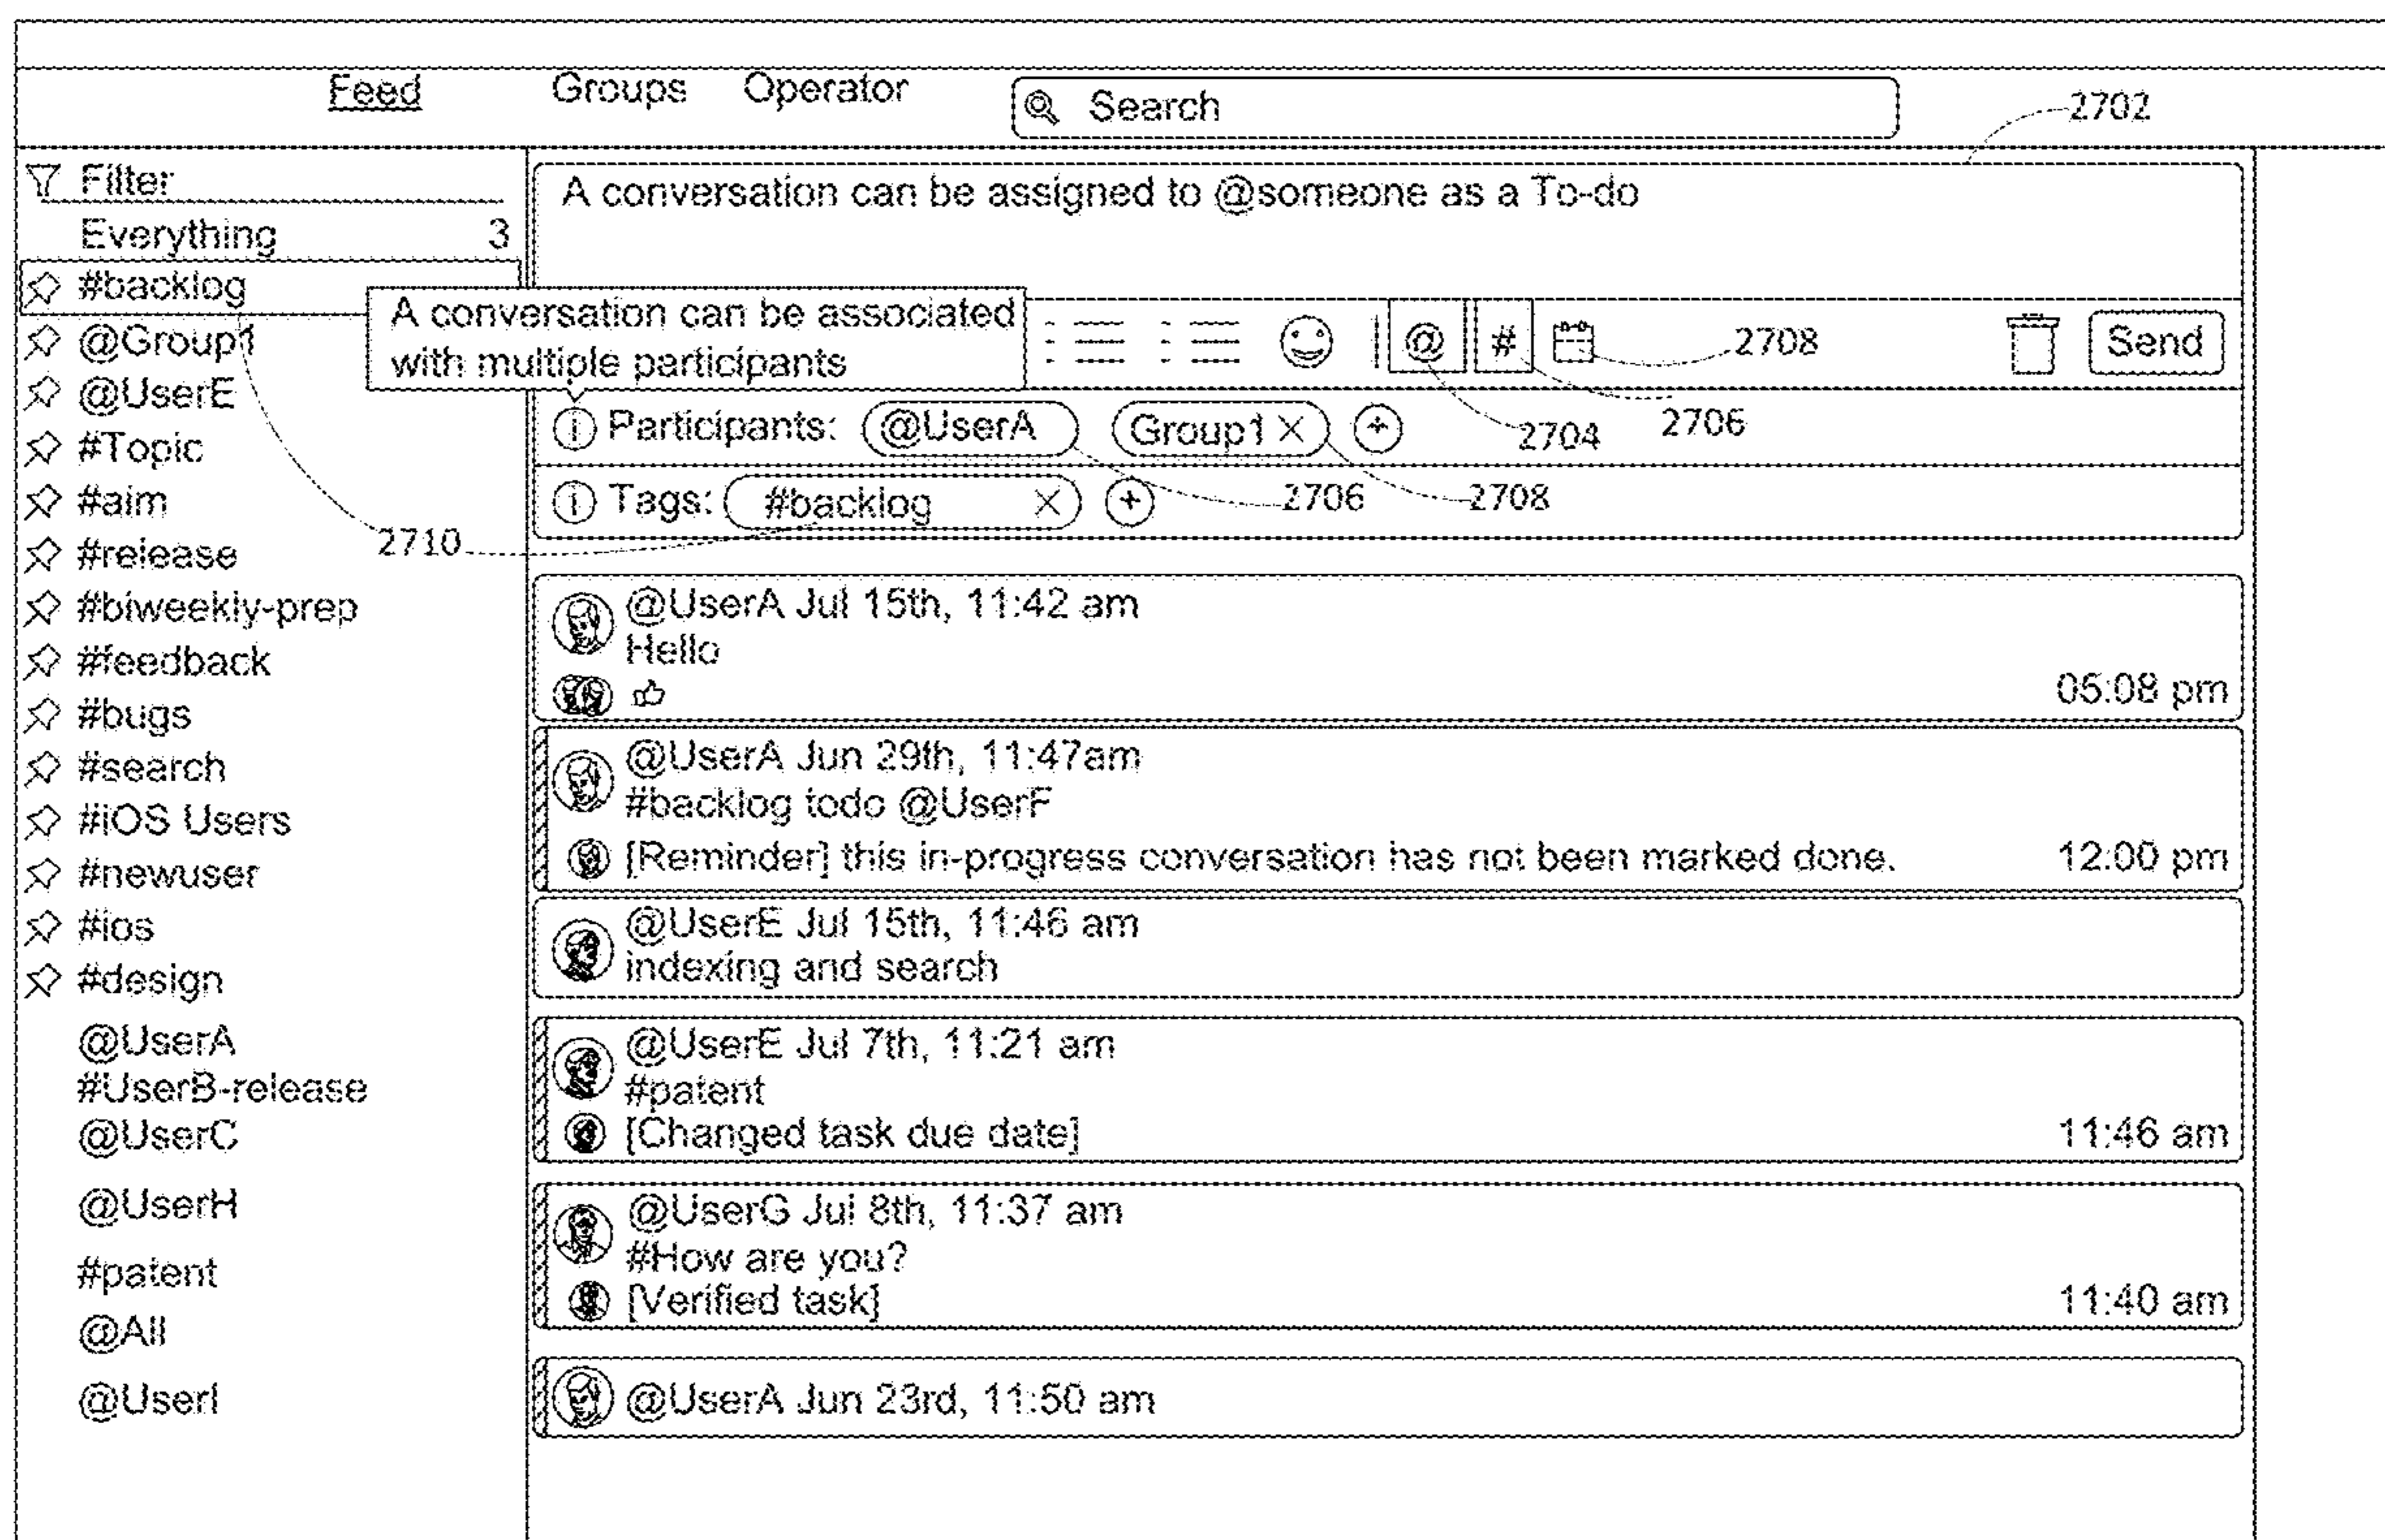 Feed Groups Operator Search 2702
Filter
Everything 3
#backlog
@Group1
@UserE
#Topic
#aim
#release
#biweekly-prep
#feedback
#bugs
#search
#iOS Users
#newuser
#ios
#design
@UserA
#UserB-release
@UserC
@UserH
#patent
@All
@UserI
2710
A conversation can be assigned to @someone as a To-do
A conversation can be associated
with multiple participants
@ # 2708 Send
Participants: @UserA Group1 × + 2704 2706
Tags: #backlog × + 2706 2708
@UserA Jul 15th, 11:42 am
Hello
05:08 pm
@UserA Jun 29th, 11:47am
#backlog todo @UserF
[Reminder] this in-progress conversation has not been marked done. 12:00 pm
@UserE Jul 15th, 11:46 am
indexing and search
@UserE Jul 7th, 11:21 am
#patent
[Changed task due date] 11:46 am
@UserG Jul 8th, 11:37 am
#How are you?
[Verified task] 11:40 am
@UserA Jun 23rd, 11:50 am